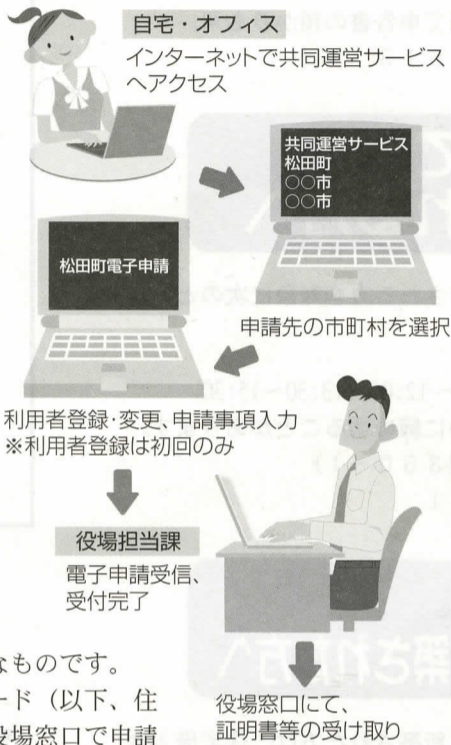 自宅・オフィス
インターネットで共同運営サービス
へアクセス
共同運営サービス
松田町
○○市
○○市
申請先の市町村を選択
松田町電子申請
利用者登録・変更、申請事項入力
※利用者登録は初回のみ
役場担当課
電子申請受信、
受付完了
役場窓口にて、
証明書等の受け取り
なものです。
ード（以下、住
役場窓口で申請